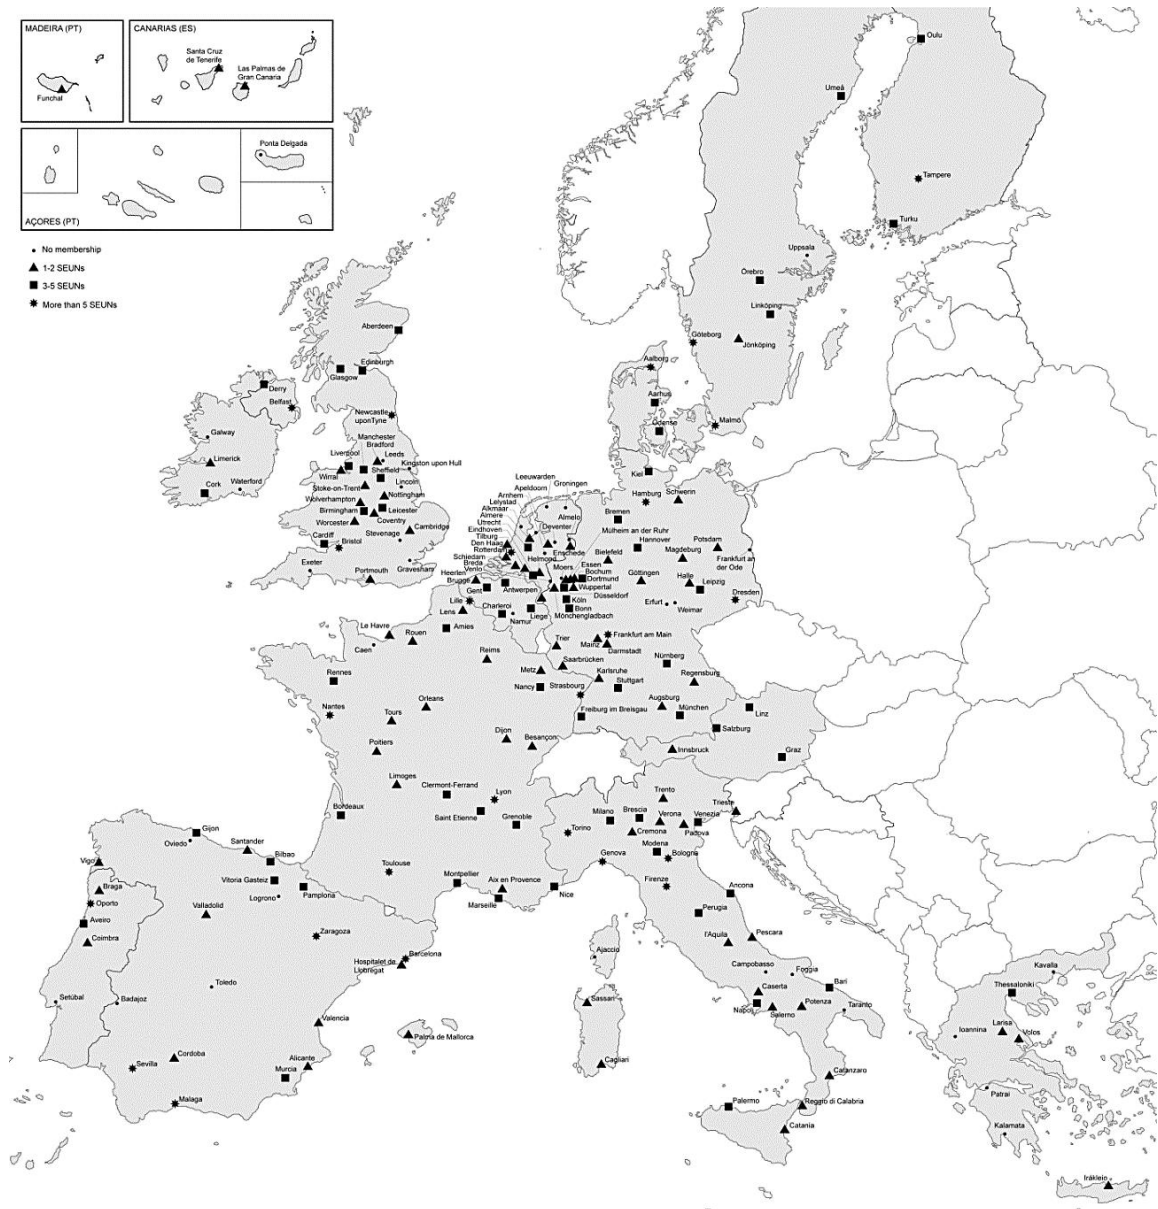 MADEIRA (PT)
Funchal
CANARIAS (ES)
Santa Cruz
de Tenerife
Las Palmas de
Gran Canaria
Ponta Delgada
AÇORES (PT)
No membership
1-2 SEUNs
3-5 SEUNs
More than 5 SEUNs
Oulu
Umeå
Tampere
Turku
Uppsala
Örebro
Linköping
Göteborg
Jönköping
Malmö
Aalborg
Aarhus
Odense
Aberdeen
Edinburgh
Glasgow
Derry
Belfast
Newcastle
uponTyne
Galway
Limerick
Cork
Waterford
Manchester
Bradford
Liverpool
Leeds
Kingston upon Hull
Wirral
Sheffield
Stoke-on-Trent
Lincoln
Nottingham
Wolverhampton
Birmingham
Leicester
Worcester
Coventry
Cambridge
Cardiff
Stevenage
Bristol
Exeter
Gravesham
Portmouth
Leeuwarden
Groningen
Apeldoorn
Arnhem
Lelystad
Alkmaar
Almere
Utrecht
Eindhoven
Tilburg
Den Haag
Rotterdam
Schiedam
Breda
Venlo
Heerlen
Brugge
Almelo
Deventer
Enschede
Helmond
Moers
Mülheim an der Ruhr
Essen
Bochum
Dortmund
Wuppertal
Düsseldorf
Köln
Bonn
Mönchengladbach
Gent
Antwerpen
Lille
Lens
Charleroi
Namur
Liege
Kiel
Hamburg
Schwerin
Bremen
Hannover
Potsdam
Bielefeld
Magdeburg
Frankfurt an
der Ode
Göttingen
Halle
Leipzig
Dresden
Erfurt
Weimar
Trier
Mainz
Frankfurt am Main
Darmstadt
Saarbrücken
Karlsruhe
Nürnberg
Regensburg
Stuttgart
Augsburg
München
Freiburg im Breisgau
Linz
Salzburg
Innsbruck
Graz
Le Havre
Rouen
Amies
Caen
Reims
Metz
Nancy
Strasbourg
Rennes
Nantes
Orleans
Tours
Dijon
Besançon
Poitiers
Limoges
Clermont-Ferrand
Lyon
Saint Etienne
Grenoble
Bordeaux
Toulouse
Montpellier
Aix en Provence
Marseille
Nice
Ajaccio
Gijon
Oviedo
Santander
Bilbao
Vigo
Vitoria Gasteiz
Logrono
Pamplona
Braga
Oporto
Aveiro
Coimbra
Valladolid
Zaragoza
Barcelona
Hospitalet de
Llobregat
Setúbal
Badajoz
Toledo
Valencia
Palma de Mallorca
Cordoba
Sevilla
Alicante
Murcia
Malaga
Trento
Trieste
Milano
Brescia
Verona
Venezia
Cremona
Padova
Torino
Modena
Bologna
Genova
Firenze
Ancona
Perugia
l'Aquila
Pescara
Campobasso
Foggia
Caserta
Bari
Napoli
Salerno
Potenza
Taranto
Sassari
Cagliari
Catanzaro
Palermo
Reggio di Calabria
Catania
Kavalla
Thessaloniki
Ioannina
Larisa
Volos
Patrai
Kalamata
Irákleio